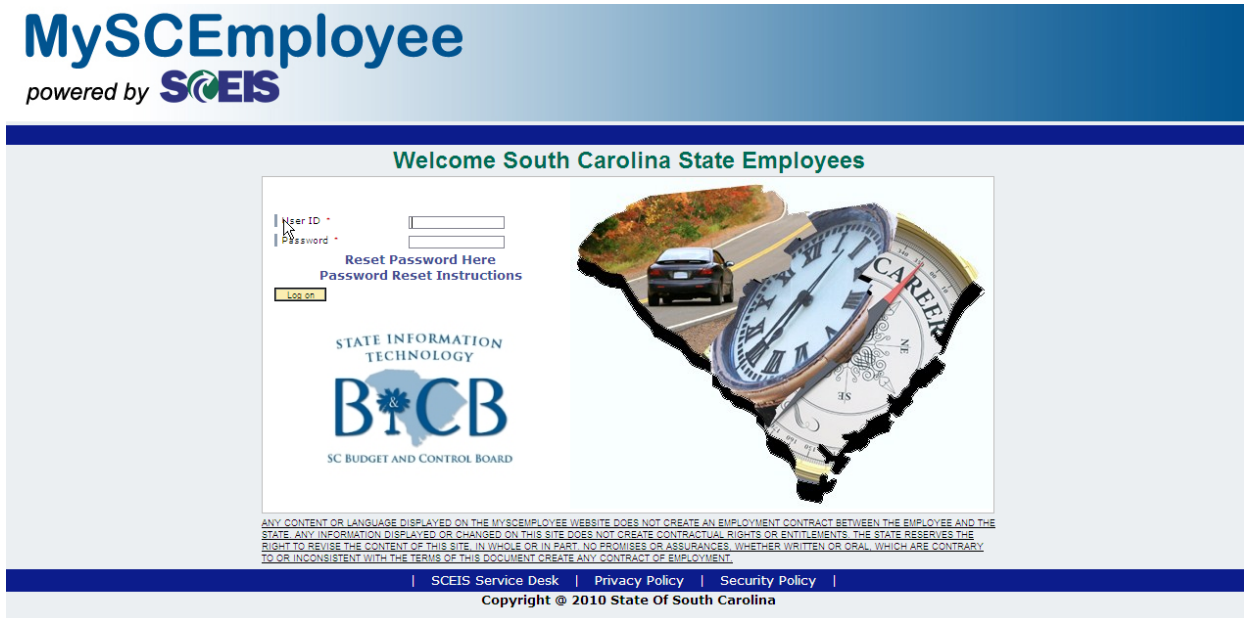 MySCEmployee
powered by SCEIS
Welcome South Carolina State Employees
User ID *
Password *
Reset Password Here
Password Reset Instructions
Log on
STATE INFORMATION
TECHNOLOGY
B & CB
SC BUDGET AND CONTROL BOARD
CAREER
NE
SE
ANY CONTENT OR LANGUAGE DISPLAYED ON THE MYSCEMPLOYEE WEBSITE DOES NOT CREATE AN EMPLOYMENT CONTRACT BETWEEN THE EMPLOYEE AND THE
STATE. ANY INFORMATION DISPLAYED OR CHANGED ON THIS SITE DOES NOT CREATE CONTRACTUAL RIGHTS OR ENTITLEMENTS. THE STATE RESERVES THE
RIGHT TO REVISE THE CONTENT OF THIS SITE, IN WHOLE OR IN PART. NO PROMISES OR ASSURANCES, WHETHER WRITTEN OR ORAL, WHICH ARE CONTRARY
TO OR INCONSISTENT WITH THE TERMS OF THIS DOCUMENT CREATE ANY CONTRACT OF EMPLOYMENT.
| SCEIS Service Desk | Privacy Policy | Security Policy |
Copyright @ 2010 State Of South Carolina